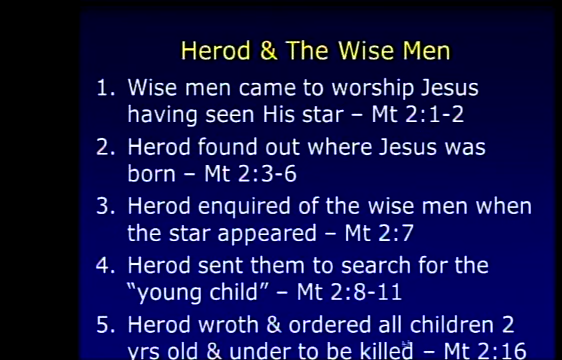 Herod & The Wise Men
1. Wise men came to worship Jesus
having seen His star – Mt 2:1-2
2. Herod found out where Jesus was
born – Mt 2:3-6
3. Herod enquired of the wise men when
the star appeared – Mt 2:7
4. Herod sent them to search for the
“young child” – Mt 2:8-11
5. Herod wroth & ordered all children 2
yrs old & under to be killed – Mt 2:16